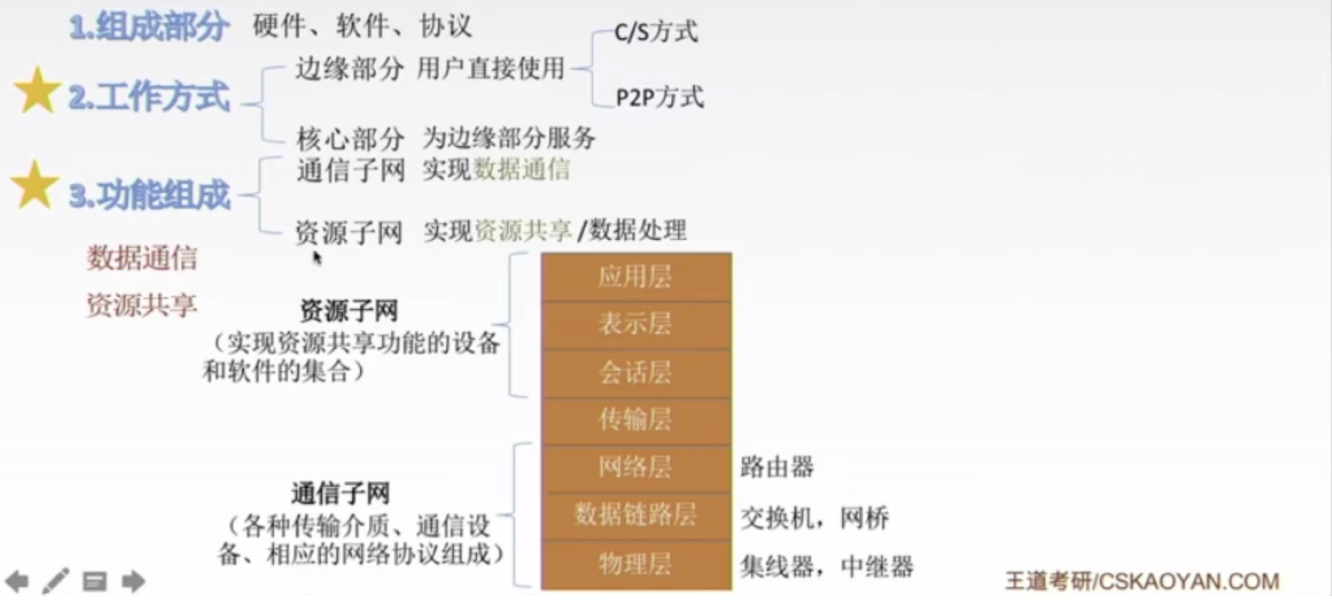 1.组成部分 硬件、软件、协议
C/S方式
边缘部分 用户直接使用
2.工作方式
P2P方式
核心部分 为边缘部分服务
通信子网 实现数据通信
3.功能组成
资源子网 实现资源共享/数据处理
数据通信
资源共享
资源子网
（实现资源共享功能的设备
和软件的集合）
应用层
表示层
会话层
传输层
网络层 路由器
通信子网
（各种传输介质、通信设
备、相应的网络协议组成）
数据链路层 交换机，网桥
物理层 集线器，中继器
王道考研/CSKAOYAN.COM